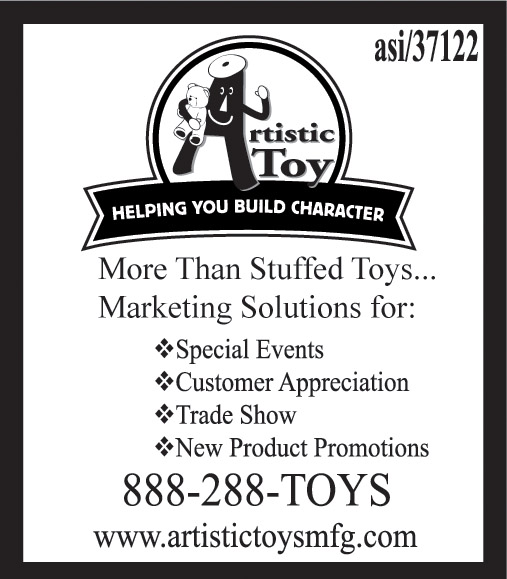 asi/37122
Artistic
Toy
HELPING YOU BUILD CHARACTER
More Than Stuffed Toys...
Marketing Solutions for:
❖Special Events
❖Customer Appreciation
❖Trade Show
❖New Product Promotions
888-288-TOYS
www.artistictoysmfg.com